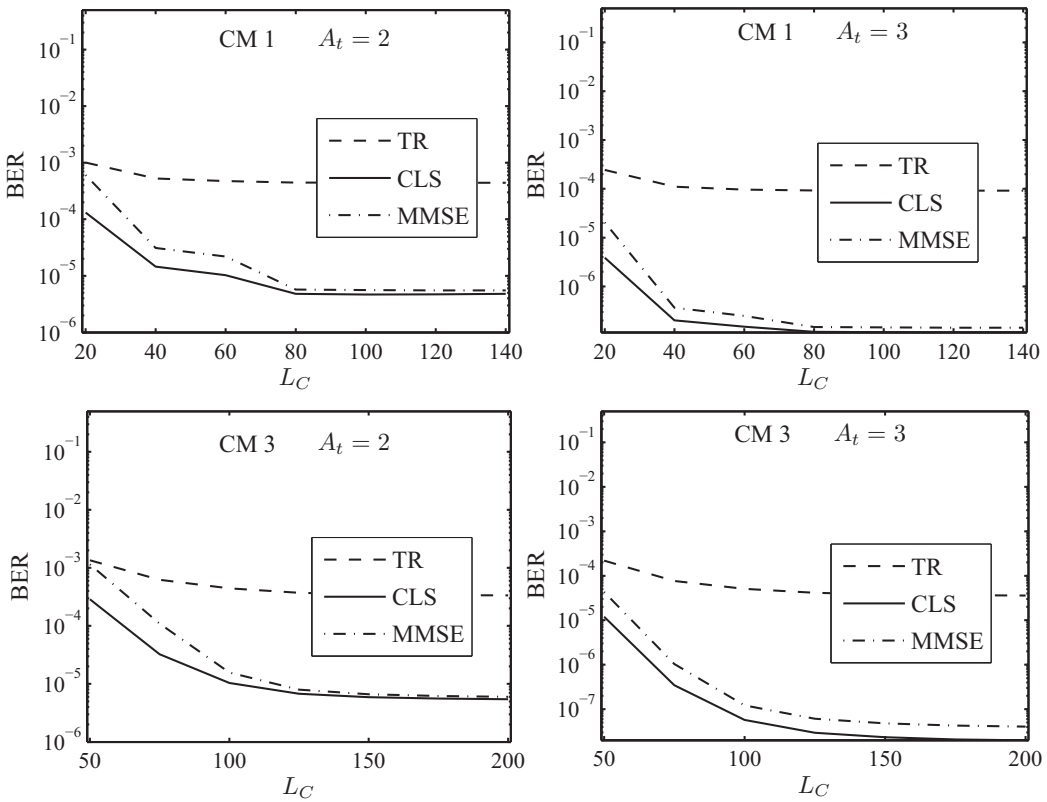 CM 1 $A_t = 2$
BER
$10^{-1}$
$10^{-2}$
$10^{-3}$
$10^{-4}$
$10^{-5}$
$10^{-6}$
TR
CLS
MMSE
20 40 60 80 100 120 140
$L_C$
CM 1 $A_t = 3$
BER
$10^{-1}$
$10^{-2}$
$10^{-3}$
$10^{-4}$
$10^{-5}$
$10^{-6}$
TR
CLS
MMSE
20 40 60 80 100 120 140
$L_C$
CM 3 $A_t = 2$
BER
$10^{-1}$
$10^{-2}$
$10^{-3}$
$10^{-4}$
$10^{-5}$
$10^{-6}$
TR
CLS
MMSE
50 100 150 200
$L_C$
CM 3 $A_t = 3$
BER
$10^{-1}$
$10^{-2}$
$10^{-3}$
$10^{-4}$
$10^{-5}$
$10^{-6}$
$10^{-7}$
TR
CLS
MMSE
50 100 150 200
$L_C$